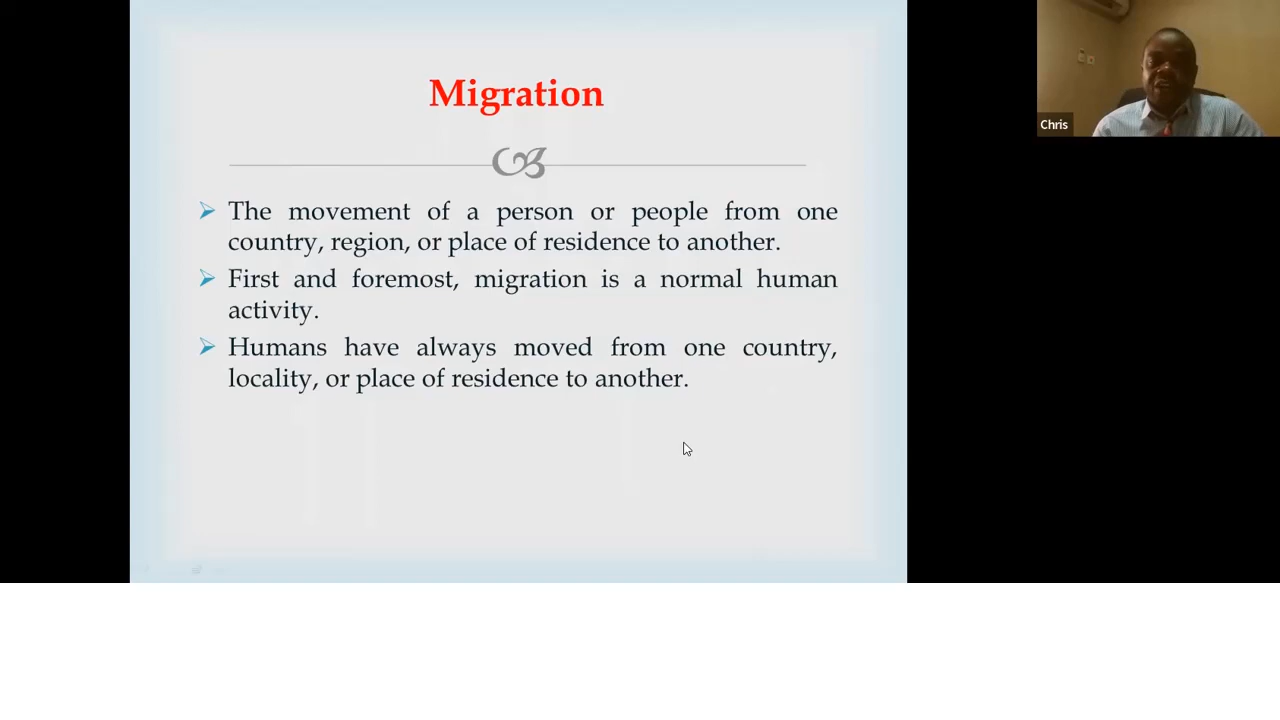 Migration
The movement of a person or people from one
country, region, or place of residence to another.
First and foremost, migration is a normal human
activity.
Humans have always moved from one country,
locality, or place of residence to another.
Chris